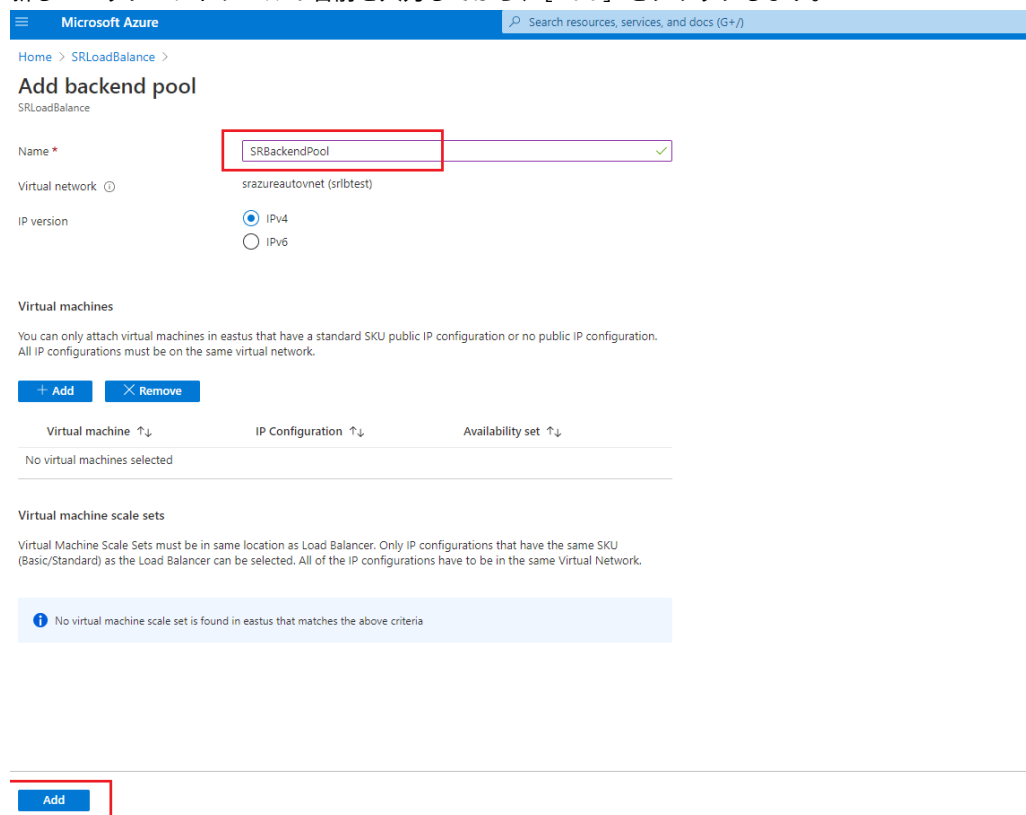 Microsoft Azure
Search resources, services, and docs (G+/)
Home > SRLoadBalance >
Add backend pool
SRLoadBalance
Name *
SRBackendPool
Virtual network
srazureautovnet (srlbtest)
IP version
IPv4
IPv6
Virtual machines
You can only attach virtual machines in eastus that have a standard SKU public IP configuration or no public IP configuration.
All IP configurations must be on the same virtual network.
+ Add
Remove
Virtual machine ↑↓
IP Configuration ↑↓
Availability set ↑↓
No virtual machines selected
Virtual machine scale sets
Virtual Machine Scale Sets must be in same location as Load Balancer. Only IP configurations that have the same SKU
(Basic/Standard) as the Load Balancer can be selected. All of the IP configurations have to be in the same Virtual Network.
No virtual machine scale set is found in eastus that matches the above criteria
Add